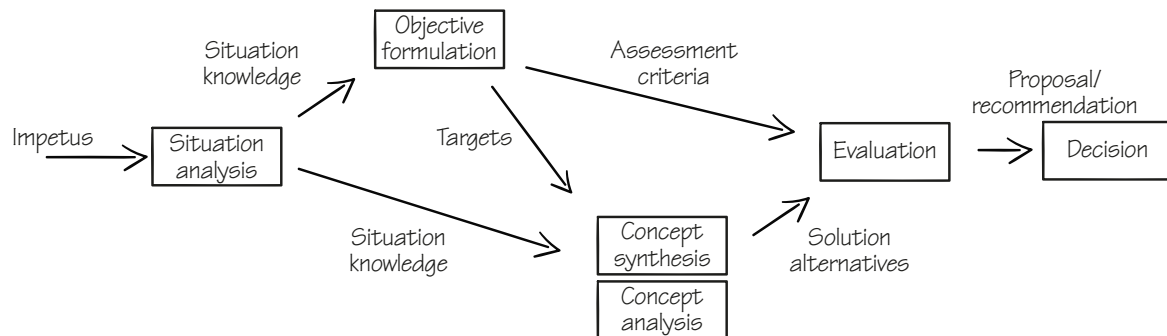 Objective
formulation
Situation
knowledge
Assessment
criteria
Proposal/
recommendation
Impetus
Situation
analysis
Targets
Evaluation
Decision
Situation
knowledge
Concept
synthesis
Solution
alternatives
Concept
analysis